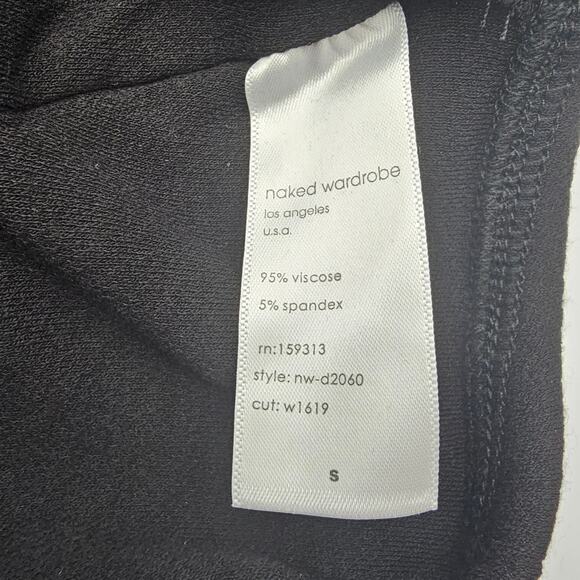 naked wardrobe
los angeles
u.s.a.
95% viscose
5% spandex
rn:159313
style: nw-d2060
cut: w1619
s